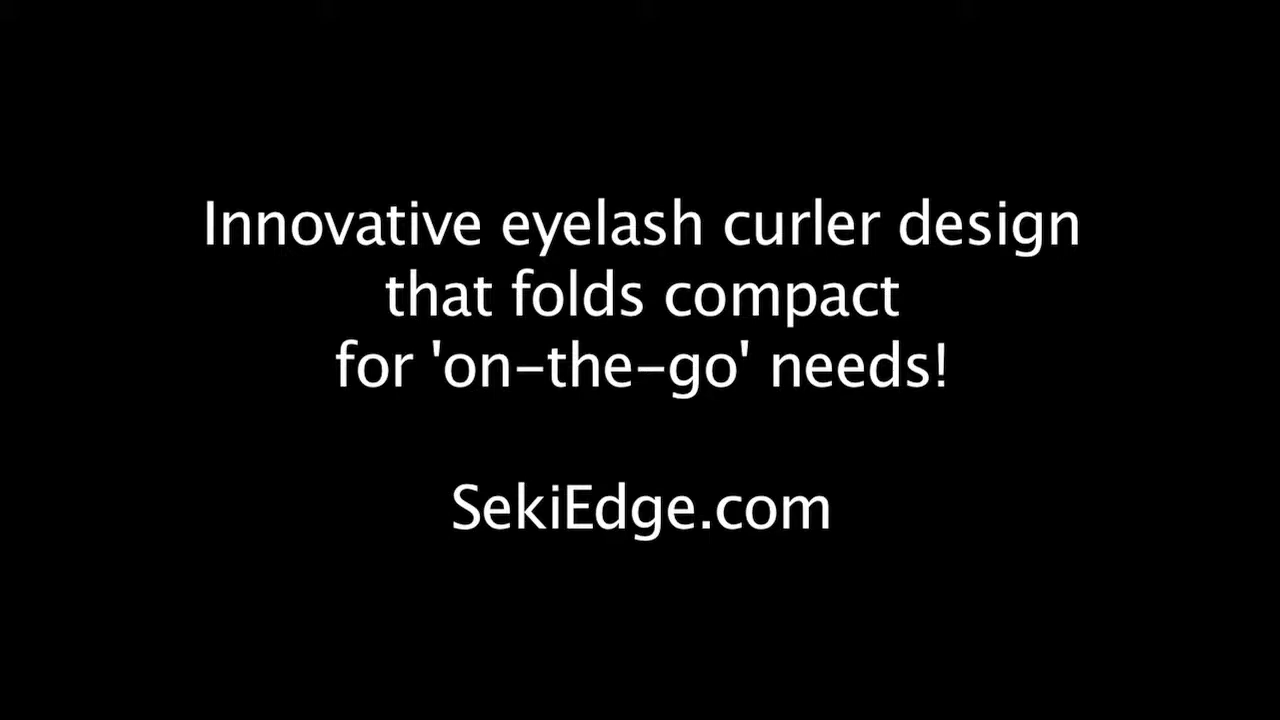 Innovative eyelash curler design
that folds compact
for 'on-the-go' needs!
SekiEdge.com